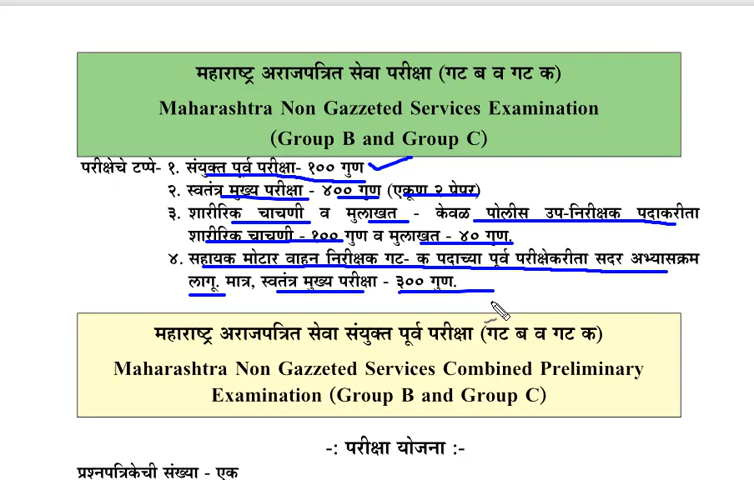 महाराष्ट्र अराजपत्रित सेवा परीक्षा (गट ब व गट क)
Maharashtra Non Gazzeted Services Examination
(Group B and Group C)
परीक्षेचे टप्पे- १. संयुक्त पूर्व परीक्षा- १०० गुण
२. स्वतंत्र मुख्य परीक्षा - ४०० गुण (एकूण २ पेपर)
३. शारीरिक चाचणी व मुलाखत - केवळ पोलीस उप-निरीक्षक पदाकरीता
शारीरिक चाचणी - १०० गुण व मुलाखत - ४० गुण.
४. सहायक मोटार वाहन निरीक्षक गट- क पदाच्या पूर्व परीक्षेकरीता सदर अभ्यासक्रम
लागू. मात्र, स्वतंत्र मुख्य परीक्षा - ३०० गुण.
महाराष्ट्र अराजपत्रित सेवा संयुक्त पूर्व परीक्षा (गट ब व गट क)
Maharashtra Non Gazzeted Services Combined Preliminary
Examination (Group B and Group C)
-: परीक्षा योजना :-
प्रश्नपत्रिकेची संख्या - एक